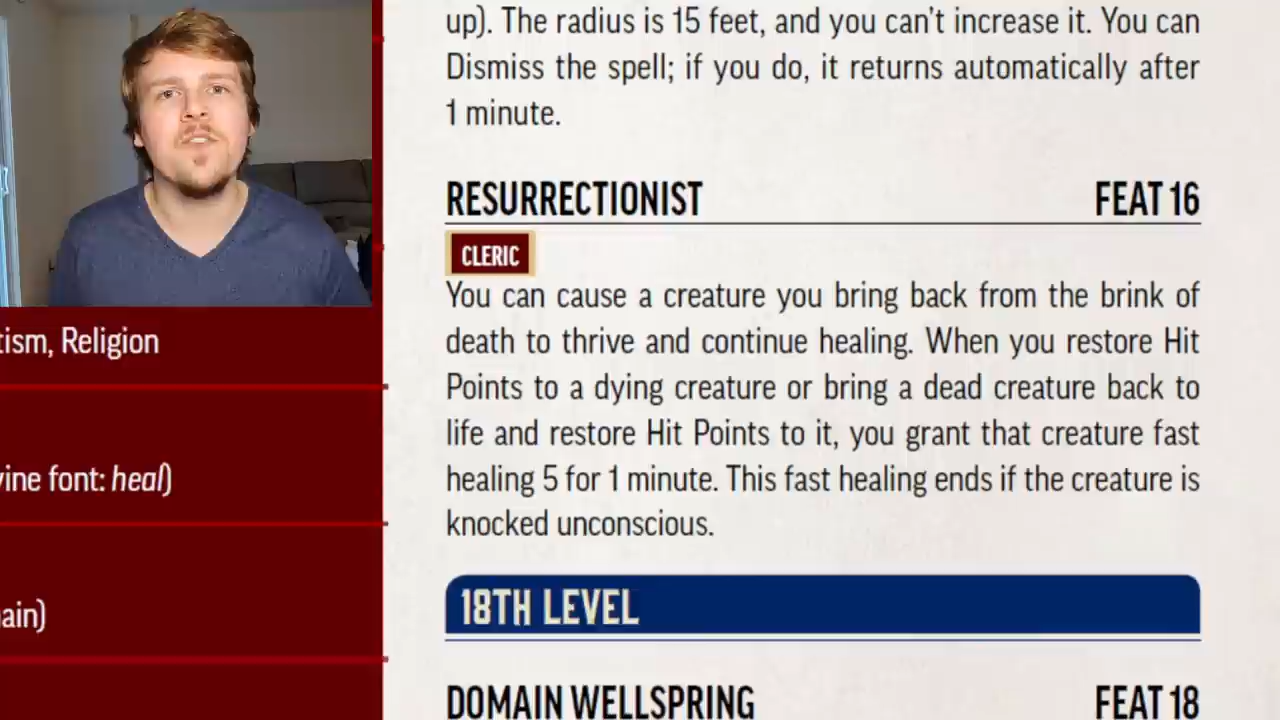 up). The radius is 15 feet, and you can't increase it. You can
Dismiss the spell; if you do, it returns automatically after
1 minute.
RESURRECTIONIST FEAT 16
CLERIC
You can cause a creature you bring back from the brink of
death to thrive and continue healing. When you restore Hit
Points to a dying creature or bring a dead creature back to
life and restore Hit Points to it, you grant that creature fast
healing 5 for 1 minute. This fast healing ends if the creature is
knocked unconscious.
18TH LEVEL
DOMAIN WELLSPRING FEAT 18
tism, Religion
vine font: heal)
ain)